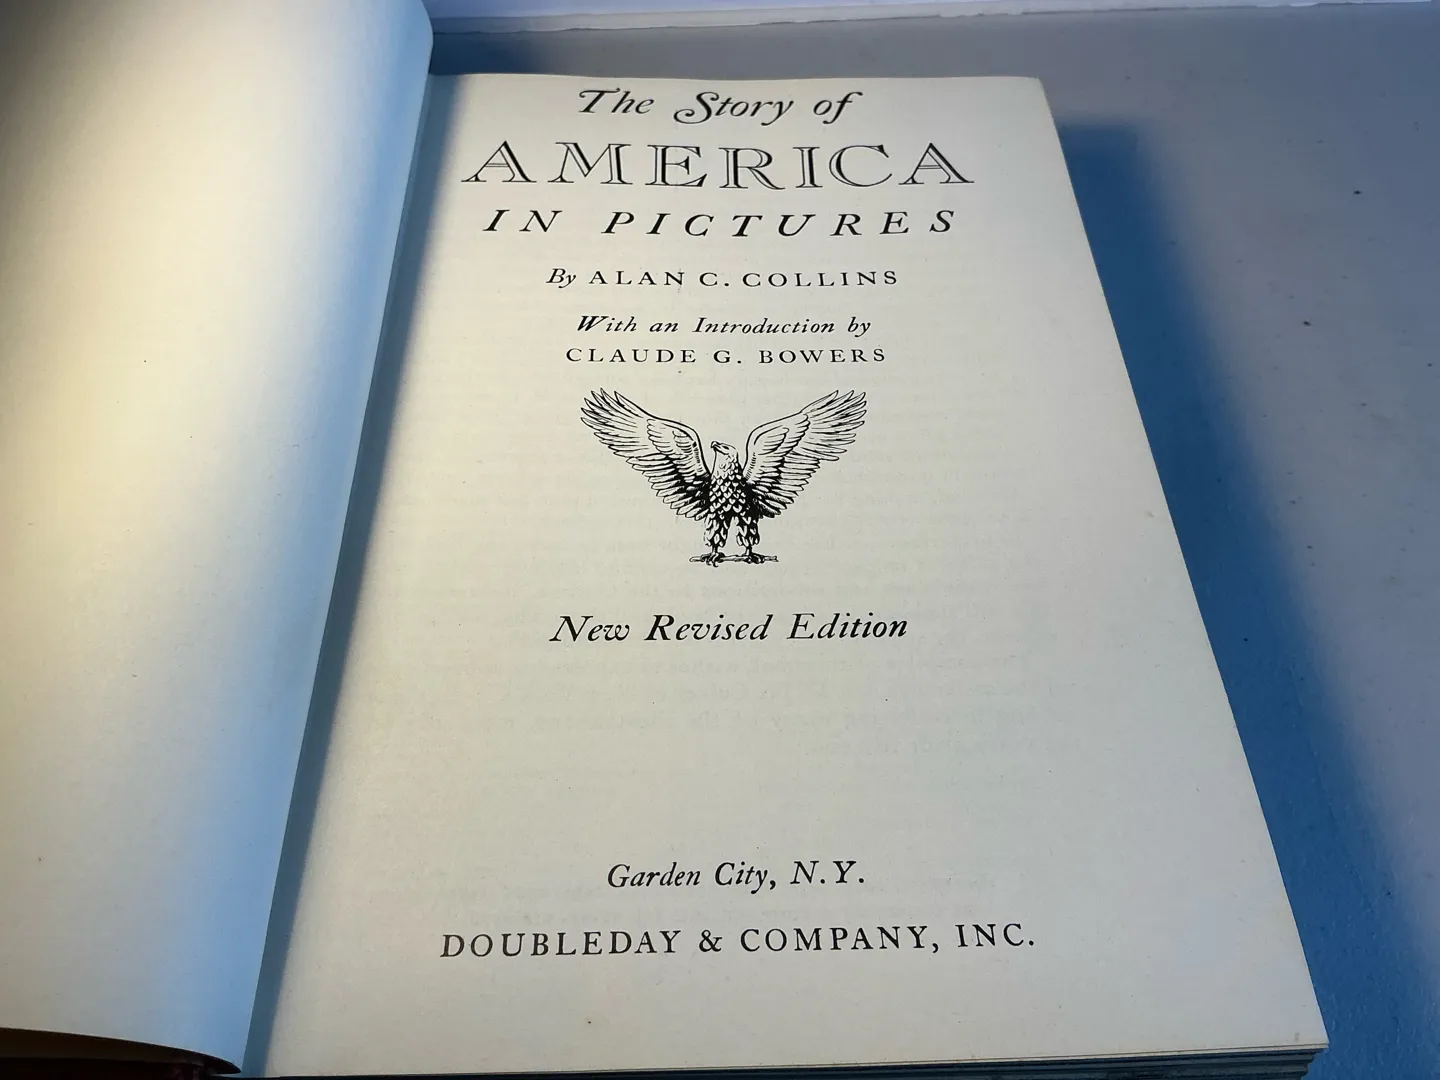 The Story of
AMERICA
IN PICTURES
By ALAN C. COLLINS
With an Introduction by
CLAUDE G. BOWERS
New Revised Edition
Garden City, N.Y.
DOUBLEDAY & COMPANY, INC.